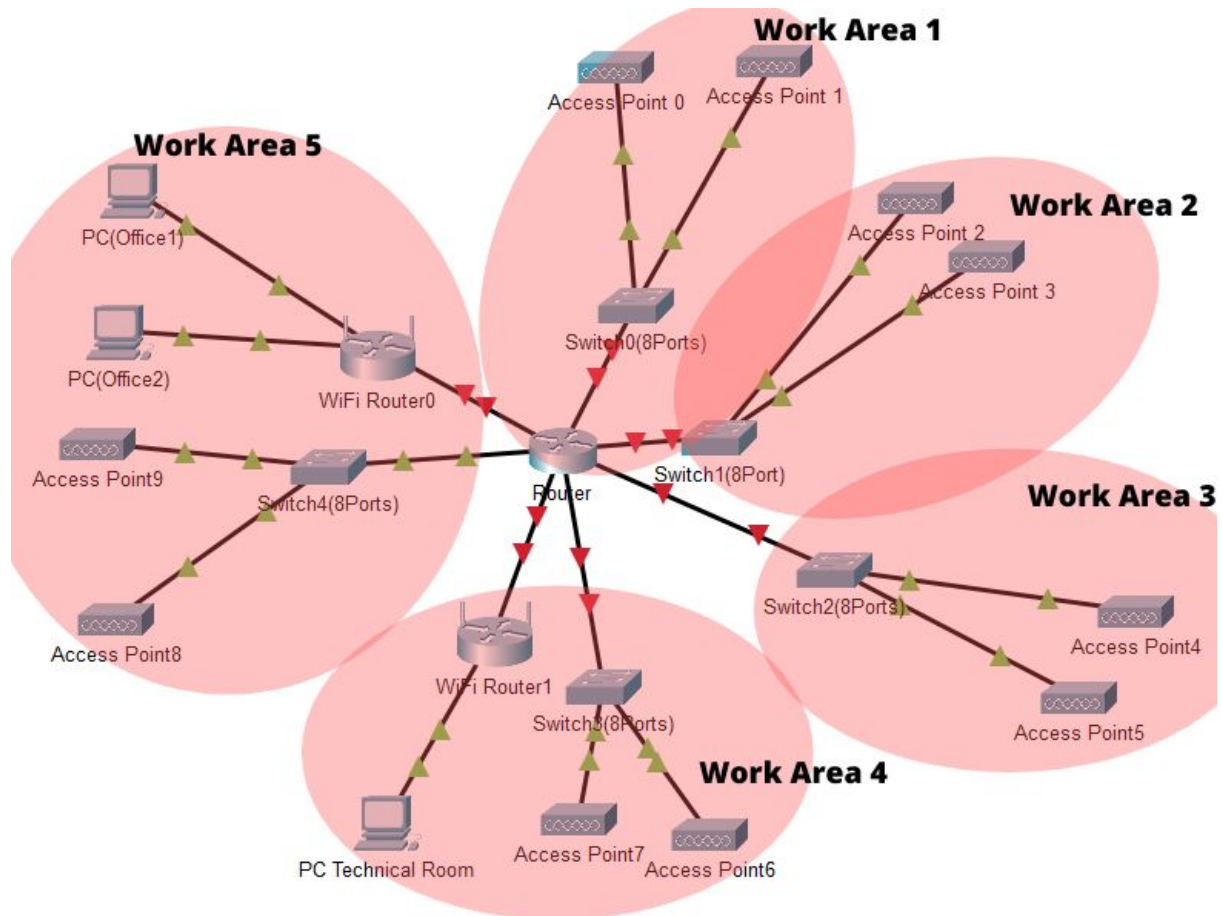 Work Area 1
Access Point 0
Access Point 1
Work Area 5
PC(Office1)
Work Area 2
Access Point 2
Access Point 3
Switch0(8Ports)
PC(Office2)
WiFi Router0
Access Point9
Switch4(8Ports)
Router
Switch1(8Port)
Work Area 3
Switch2(8Ports)
Access Point8
Access Point4
WiFi Router1
Switch3(8Ports)
Access Point5
Work Area 4
PC Technical Room
Access Point7
Access Point6